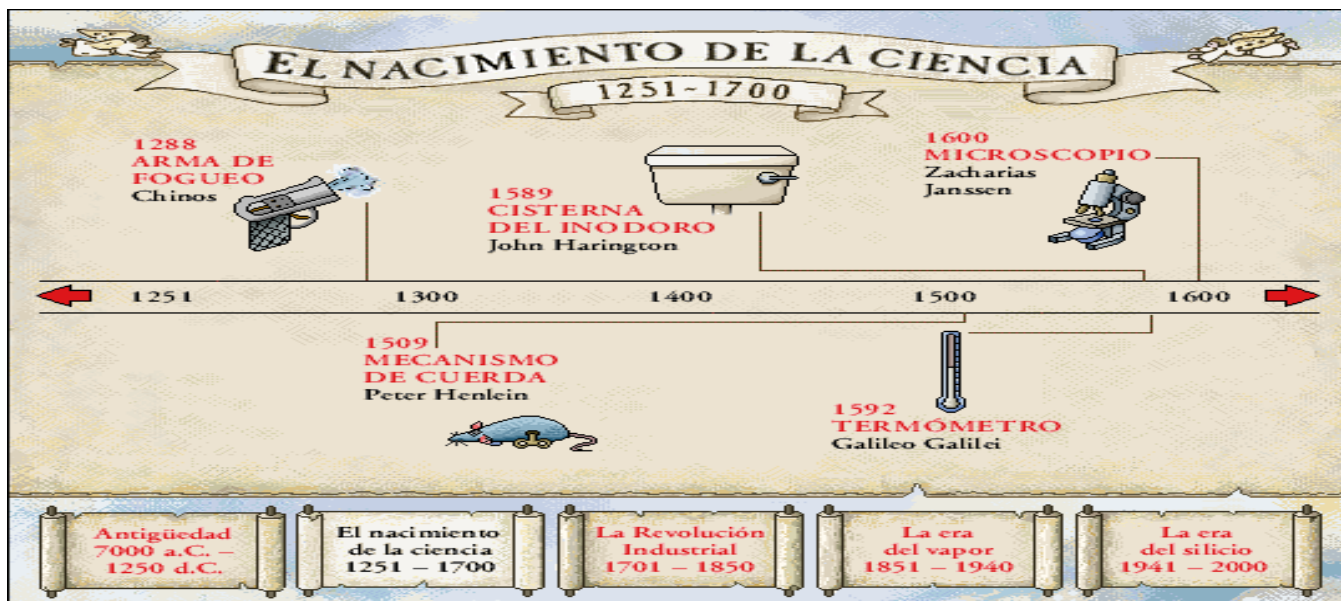 EL NACIMIENTO DE LA CIENCIA
1251-1700
1288
ARMA DE
FOGUEO
Chinos
1589
CISTERNA
DEL INODORO
John Harington
1600
MICROSCOPIO
Zacharias
Janssen
1251
1300
1400
1500
1600
1509
MECANISMO
DE CUERDA
Peter Henlein
1592
TERMÓMETRO
Galileo Galilei
Antigüedad
7000 a.C. –
1250 d.C.
El nacimiento
de la ciencia
1251 – 1700
La Revolución
Industrial
1701 – 1850
La era
del vapor
1851 – 1940
La era
del silicio
1941 – 2000